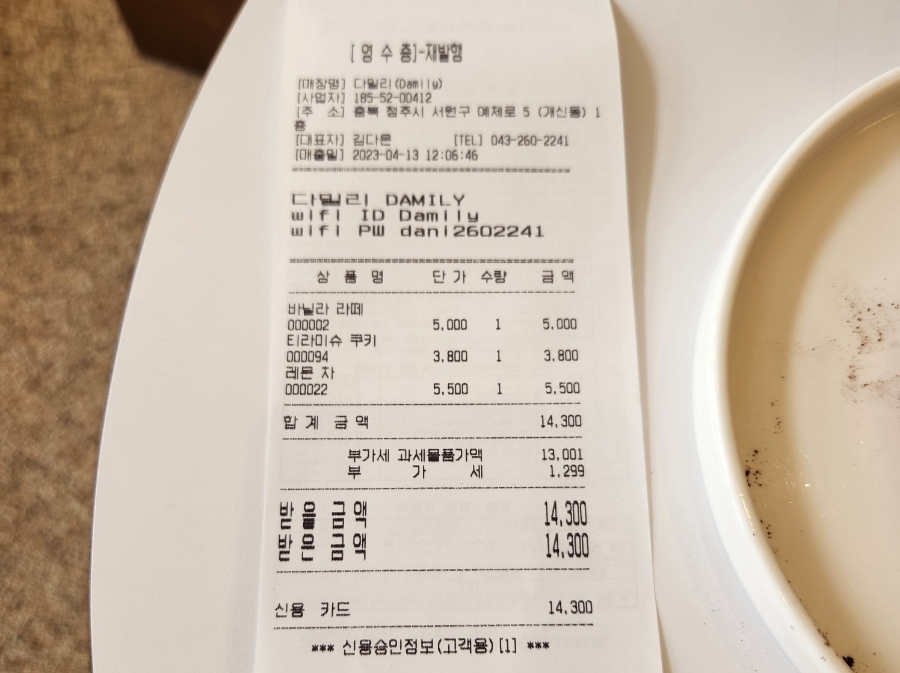 [ 영 수 증]-재발행
[매장명] 다밀리(Damily)
[사업자] 185-52-00412
[주 소] 충북 청주시 서원구 예체로 5 (개신동) 1
층
[대표자] 김다은 [TEL] 043-260-2241
[매출일] 2023-04-13 12:06:46
다밀리 DAMILY
wifi ID Damily
wifi PW dani2602241
상 품 명 단 가 수량 금 액
바닐라 라떼
000002 5,000 1 5,000
티라미슈 쿠키
000094 3,800 1 3,800
레몬 차
000022 5,500 1 5,500
합 계 금 액 14,300
부가세 과세물품가액 13,001
부 가 세 1,299
받을 금액 14,300
받은 금액 14,300
신용 카드 14,300
*** 신용승인정보(고객용) [1] ***